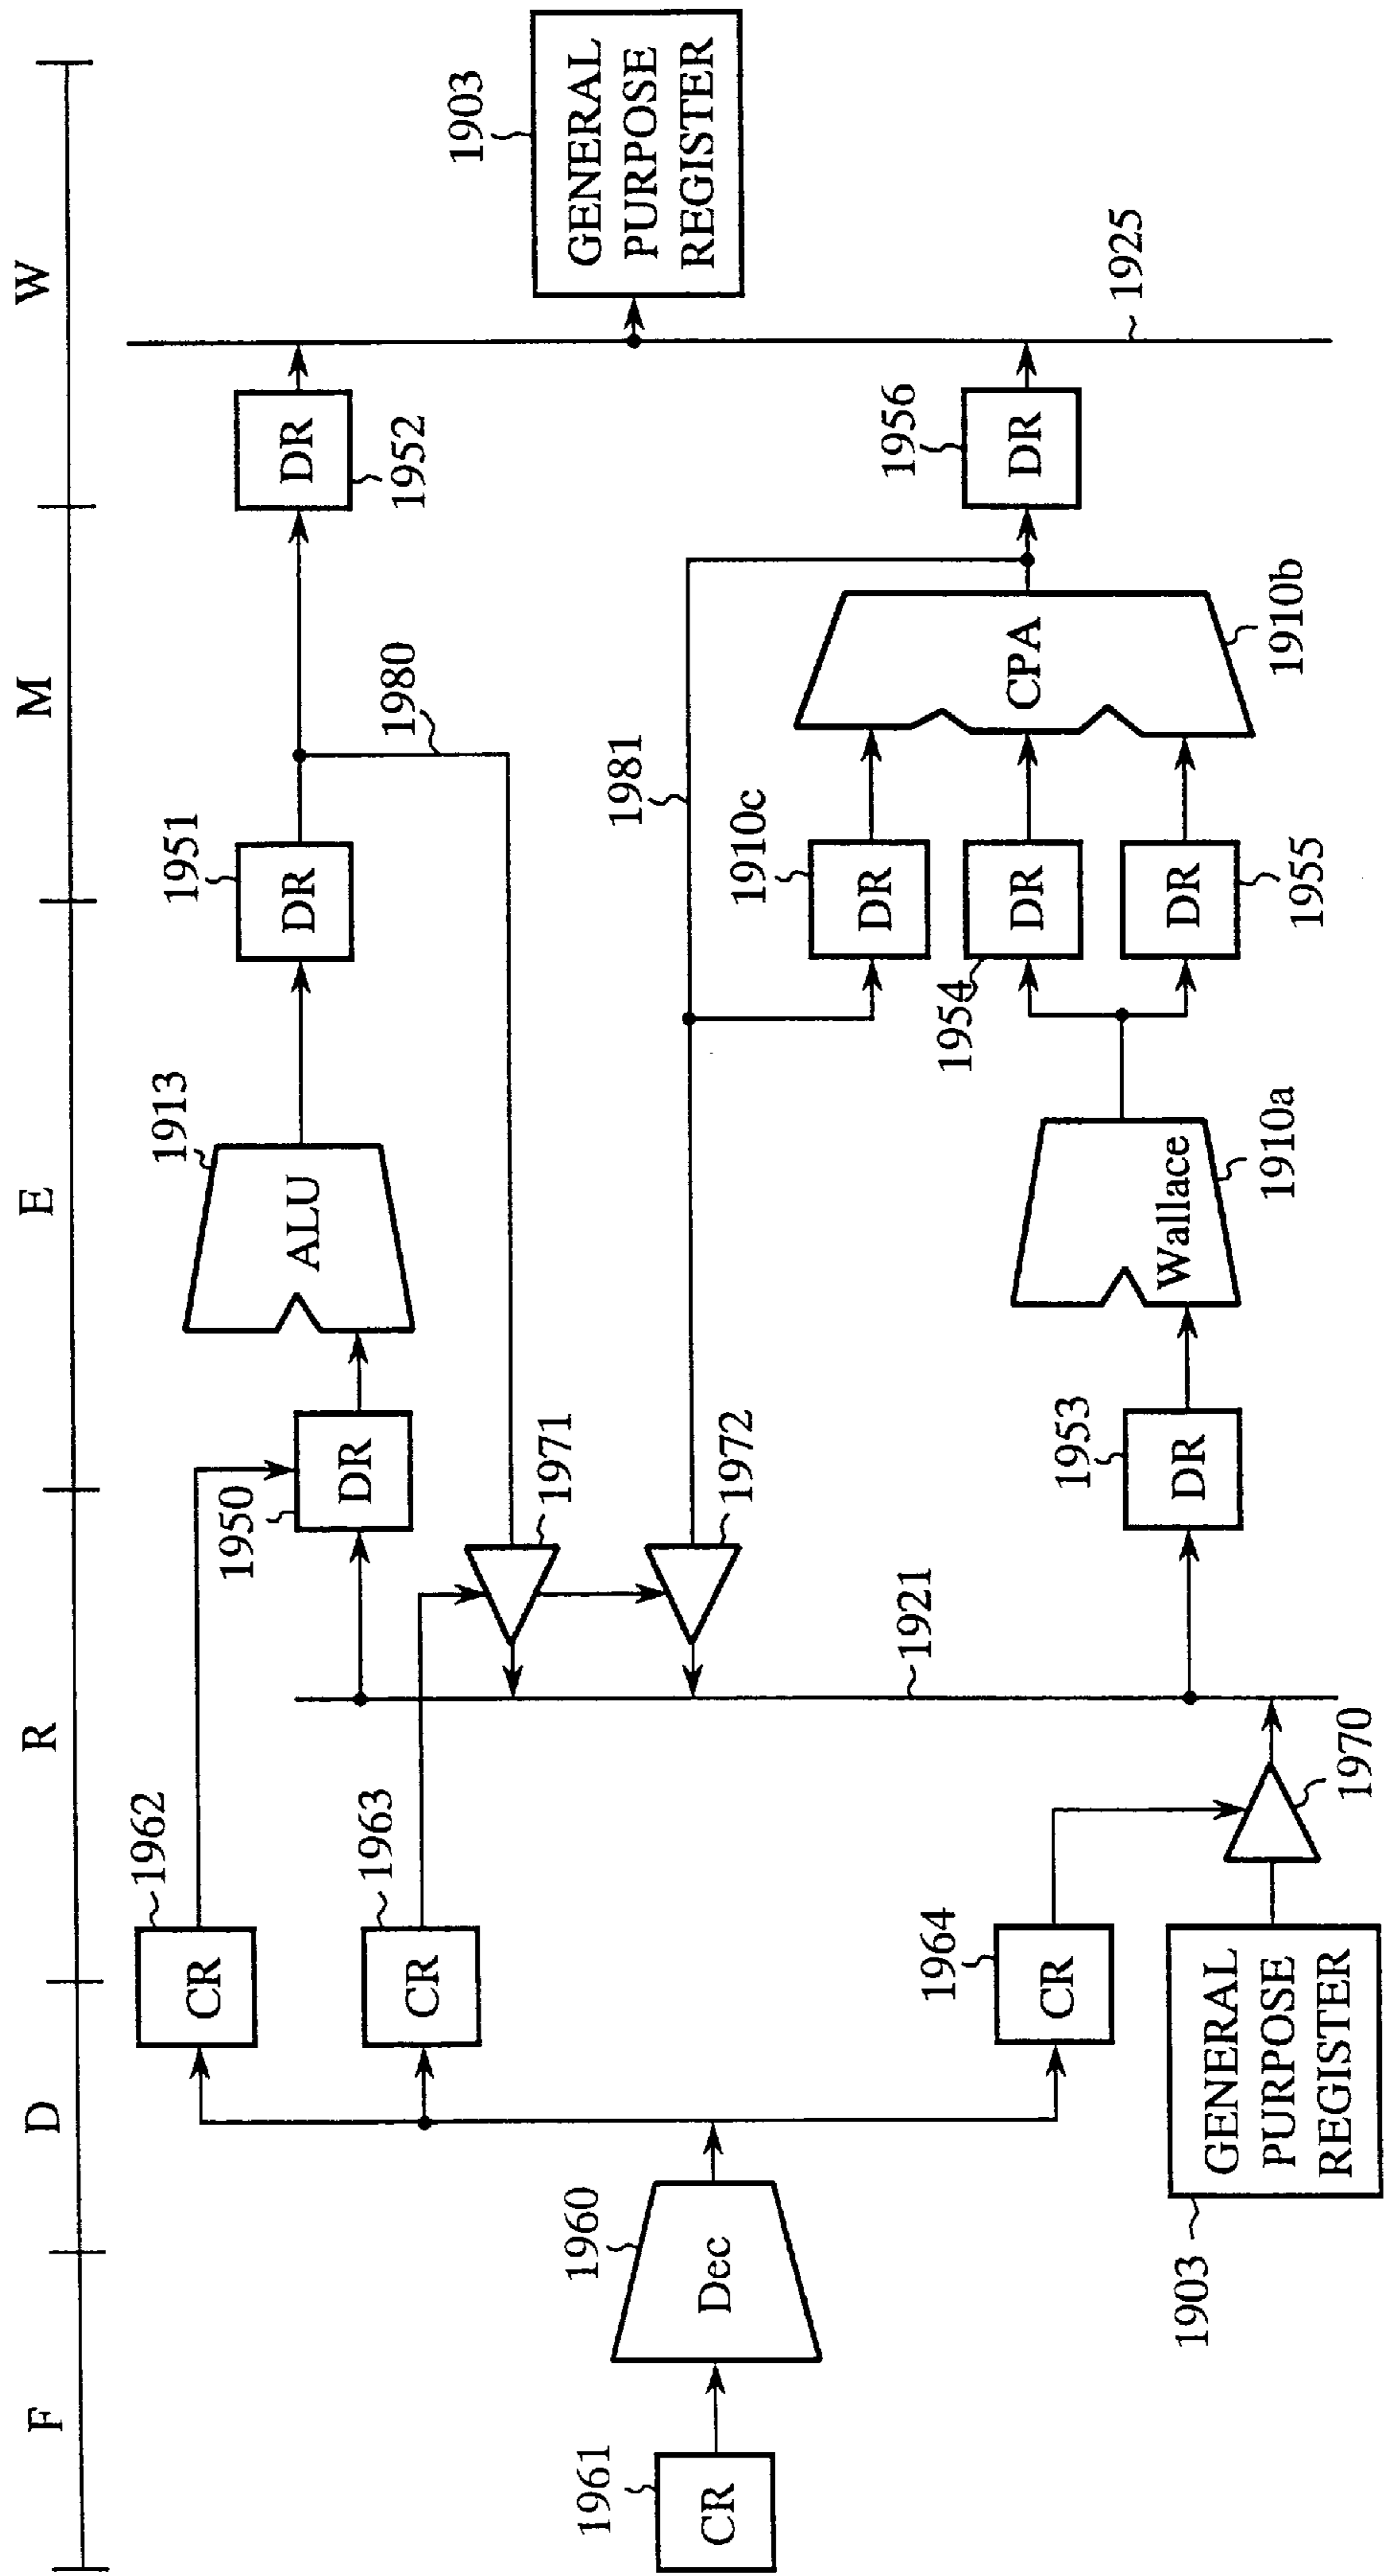 F D R E M W
CR
1961
Dec
1960
CR
1962
CR
1963
CR
1964
GENERAL
PURPOSE
REGISTER
1903
1970
1921
1971
1972
DR
1950
ALU
1913
DR
1951
1980
DR
1952
DR
1953
Wallace
1910a
1981
DR
1910c
DR
1954
DR
1955
CPA
1910b
DR
1956
1925
GENERAL
PURPOSE
REGISTER
1903